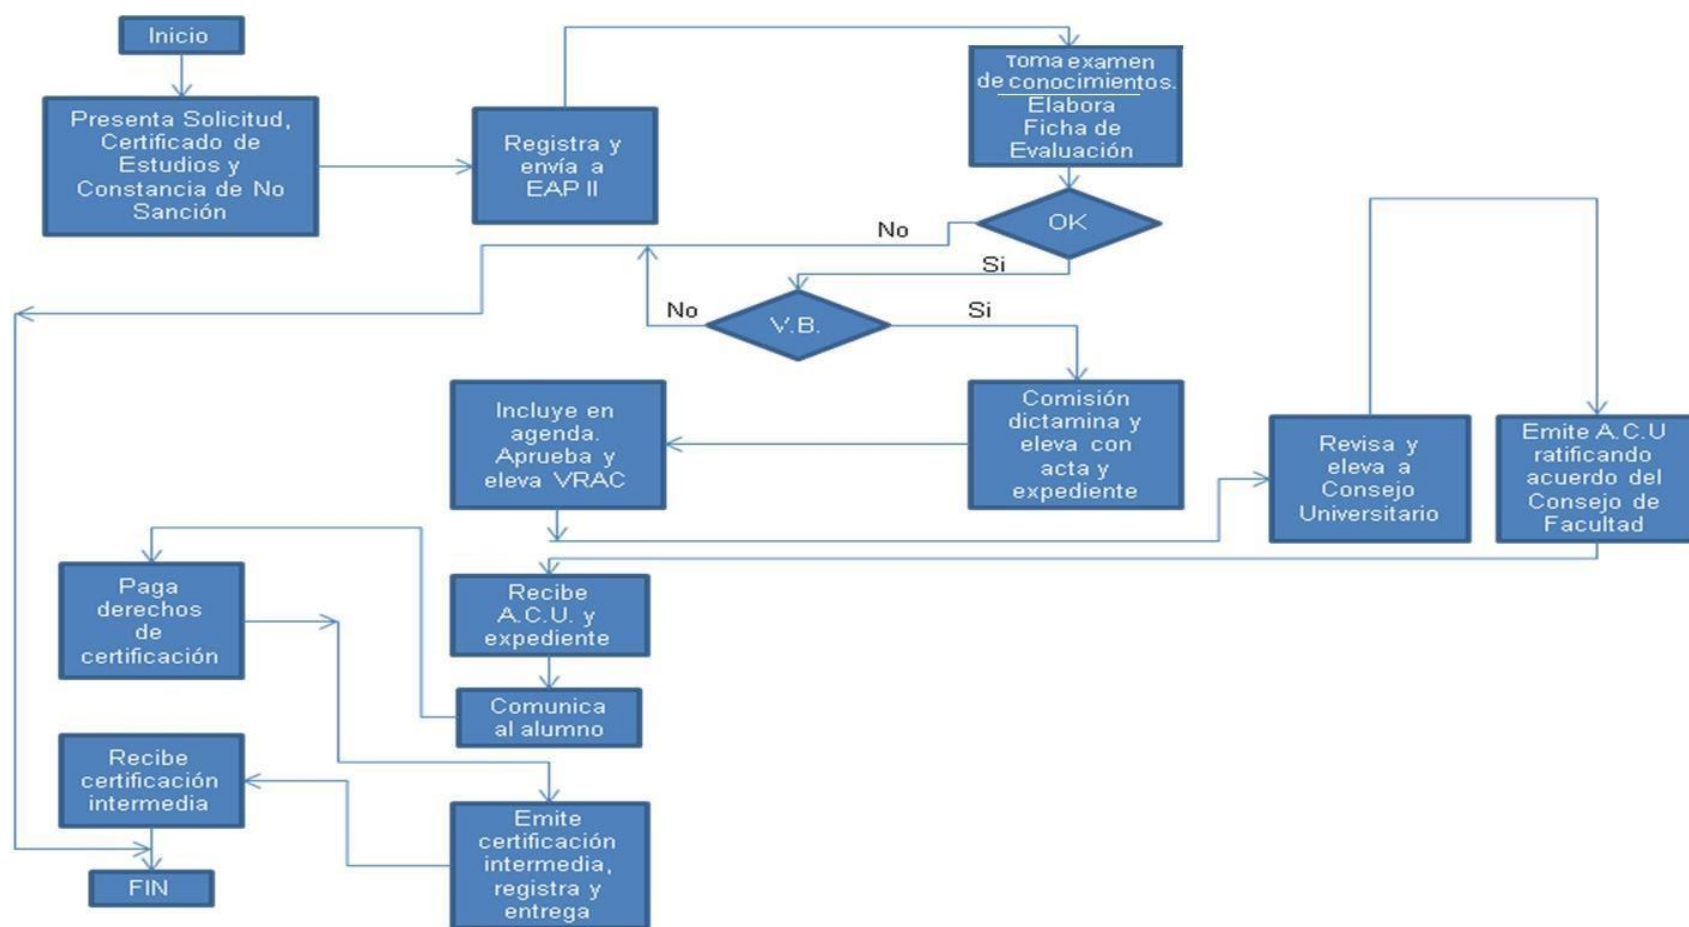 Inicio
Presenta Solicitud,
Certificado de
Estudios y
Constancia de No
Sanción
Registra y
envía a
EAP II
Toma examen
de conocimientos.
Elabora
Ficha de
Evaluación
OK
No
Si
V.B.
No
Si
Comisión
dictamina y
eleva con
acta y
expediente
Incluye en
agenda.
Aprueba y
eleva VRAC
Revisa y
eleva a
Consejo
Universitario
Emite A.C.U
ratificando
acuerdo del
Consejo de
Facultad
Recibe
A.C.U. y
expediente
Comunica
al alumno
Paga
derechos
de
certificación
Emite
certificación
intermedia,
registra y
entrega
Recibe
certificación
intermedia
FIN